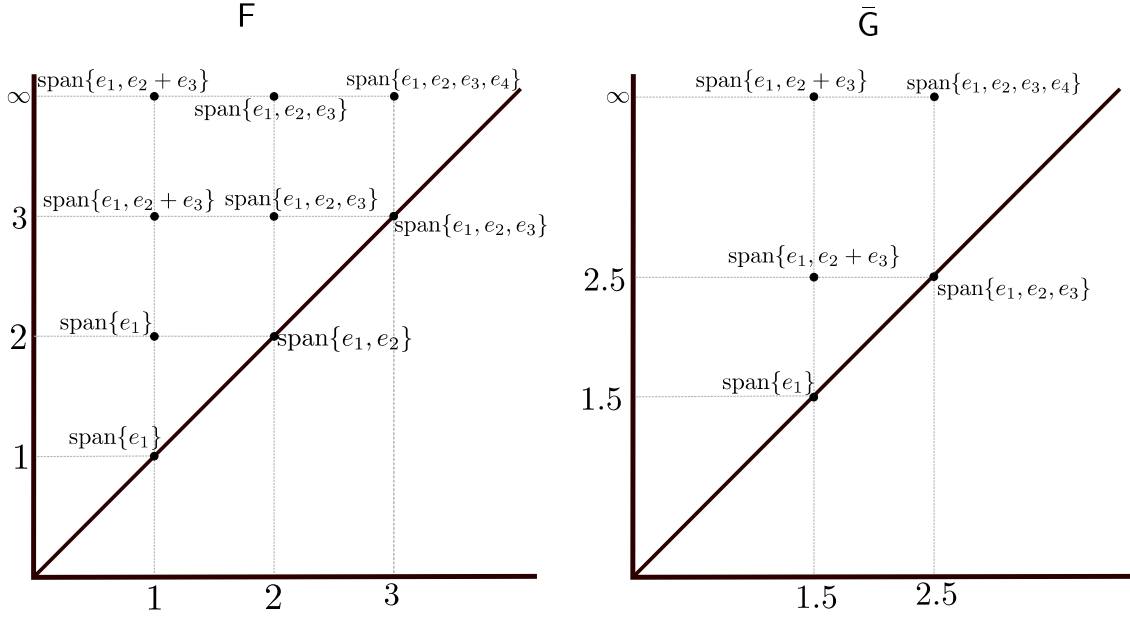 F
span{e₁, e₂ + e₃}
span{e₁, e₂, e₃, e₄}
∞
span{e₁, e₂, e₃}
span{e₁, e₂ + e₃} span{e₁, e₂, e₃}
3
span{e₁, e₂, e₃}
span{e₁}
2
span{e₁, e₂}
span{e₁}
1
1 2 3
Ḡ
span{e₁, e₂ + e₃} span{e₁, e₂, e₃, e₄}
∞
span{e₁, e₂ + e₃}
2.5
span{e₁, e₂, e₃}
span{e₁}
1.5
1.5 2.5